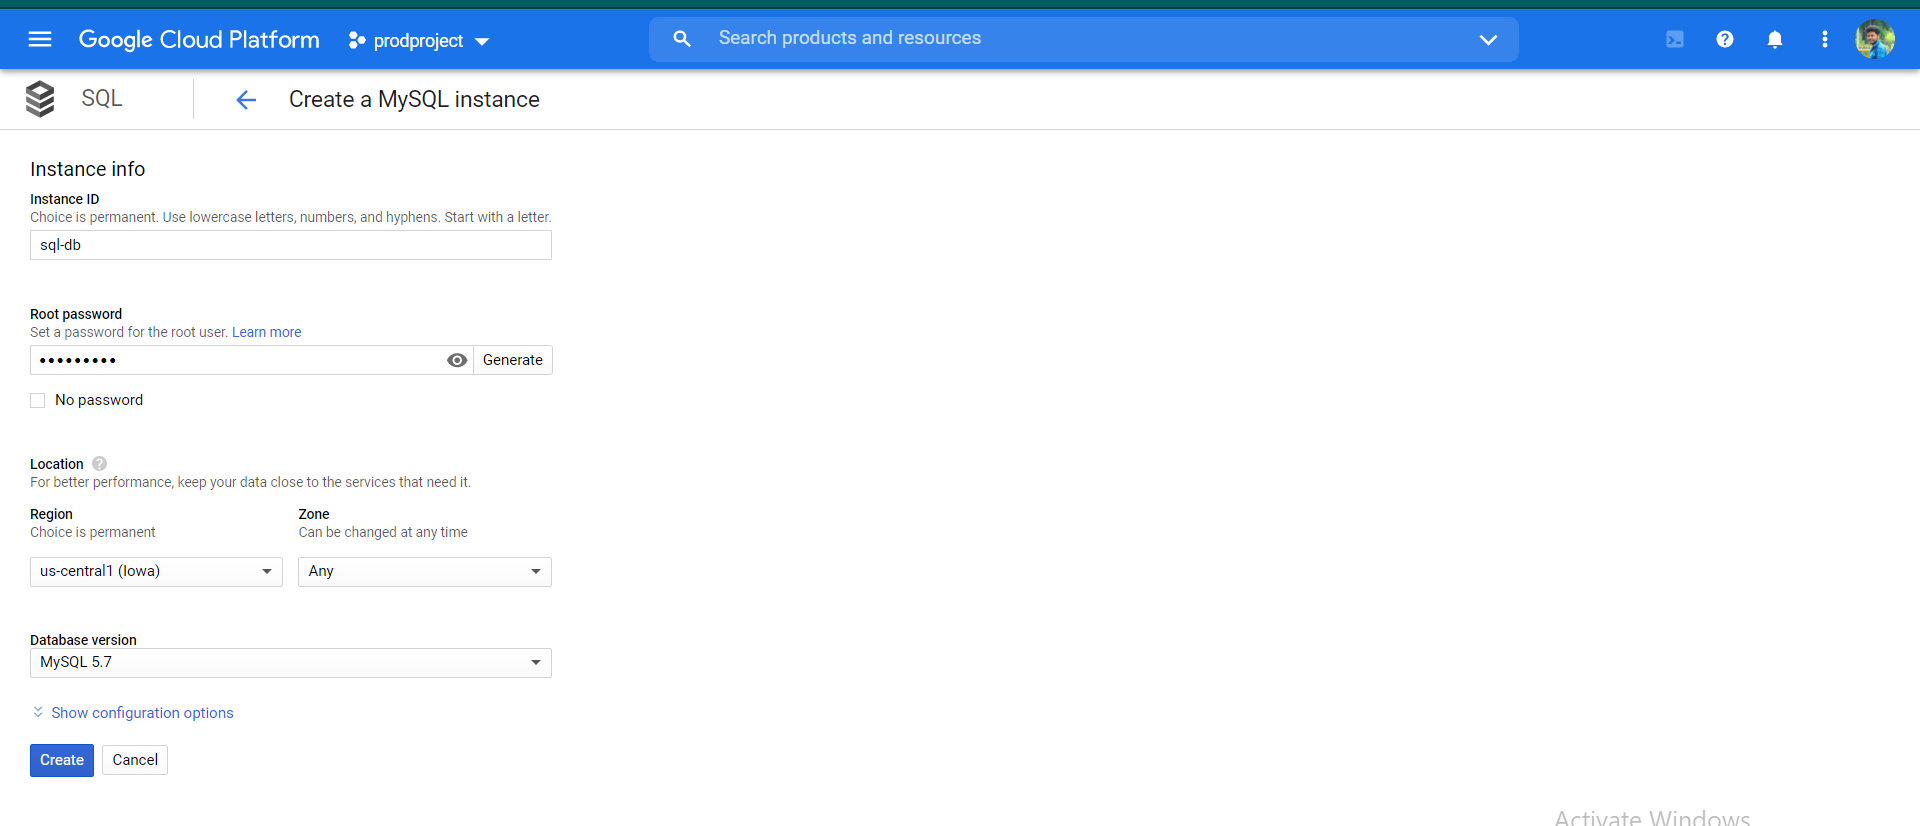 Google Cloud Platform prodproject Search products and resources
SQL Create a MySQL instance
Instance info
Instance ID
Choice is permanent. Use lowercase letters, numbers, and hyphens. Start with a letter.
sql-db
Root password
Set a password for the root user. Learn more
••••••••• Generate
No password
Location ?
For better performance, keep your data close to the services that need it.
Region Zone
Choice is permanent Can be changed at any time
us-central1 (Iowa) Any
Database version
MySQL 5.7
Show configuration options
Create Cancel
Activate Windows